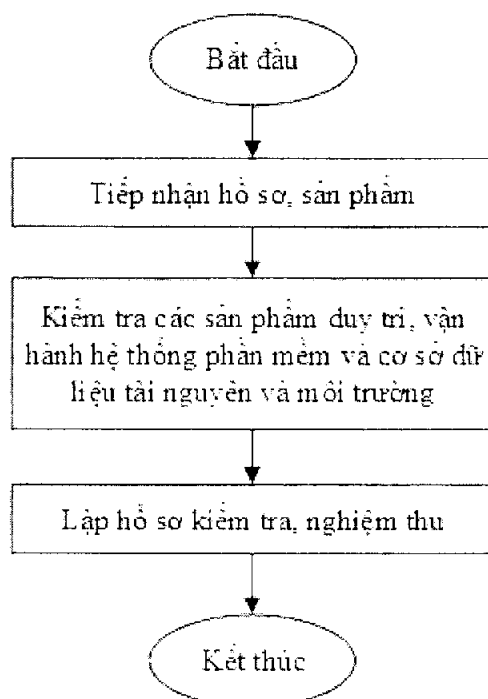 Bắt đầu
Tiếp nhận hồ sơ, sản phẩm
Kiểm tra các sản phẩm duy trì, vận
hành hệ thống phần mềm và cơ sở dữ
liệu tài nguyên và môi trường
Lập hồ sơ kiểm tra, nghiệm thu
Kết thúc